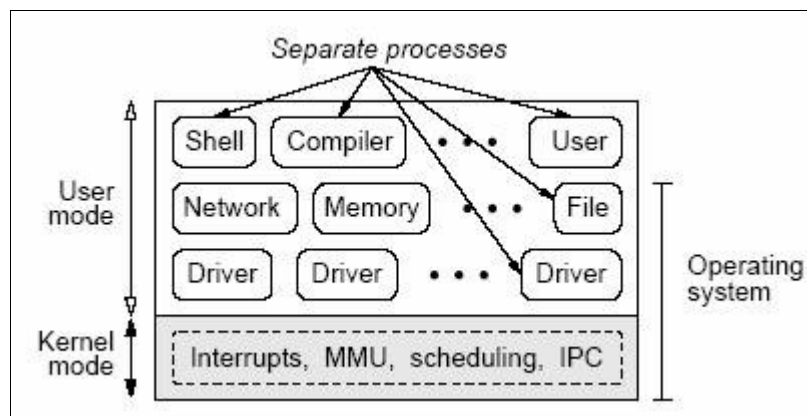 Separate processes
Shell Compiler • • • User
User
mode
Network Memory • • • File
Driver Driver • • • Driver
Operating
system
Kernel
mode
Interrupts, MMU, scheduling, IPC